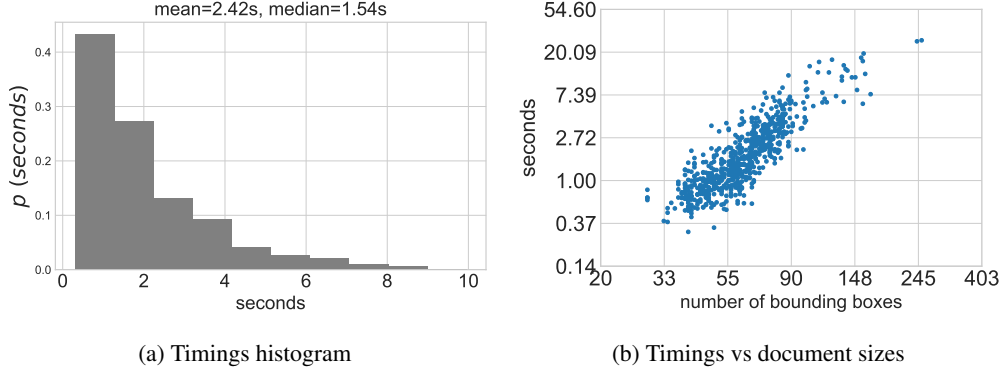 mean=2.42s, median=1.54s
p (seconds)
0.4
0.3
0.2
0.1
0.0
0 2 4 6 8 10
seconds
(a) Timings histogram
seconds
54.60
20.09
7.39
2.72
1.00
0.37
0.14
20 33 55 90 148 245 403
number of bounding boxes
(b) Timings vs document sizes